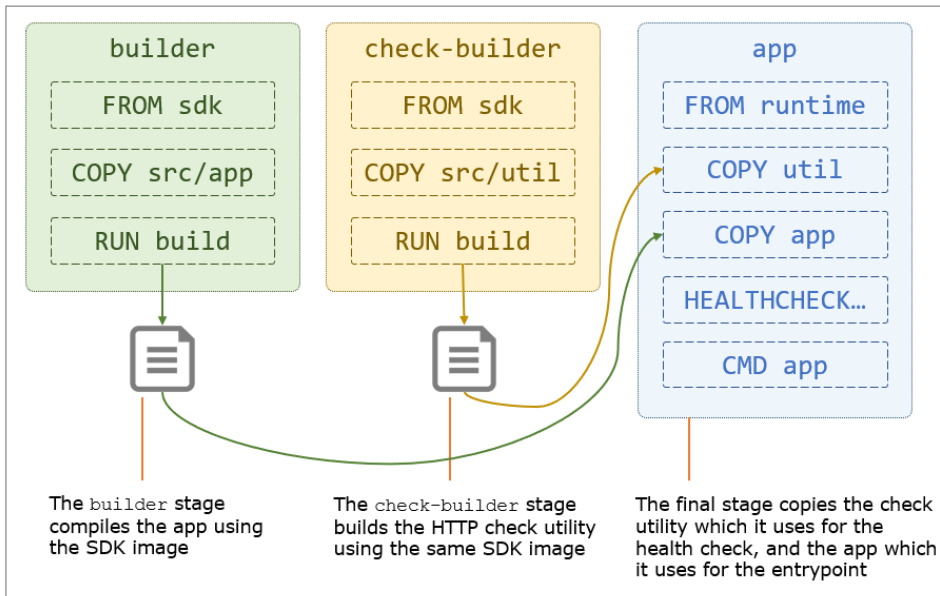 builder
FROM sdk
COPY src/app
RUN build
check-builder
FROM sdk
COPY src/util
RUN build
app
FROM runtime
COPY util
COPY app
HEALTHCHECK…
CMD app
The builder stage
compiles the app using
the SDK image
The check-builder stage
builds the HTTP check utility
using the same SDK image
The final stage copies the check
utility which it uses for the
health check, and the app which
it uses for the entrypoint